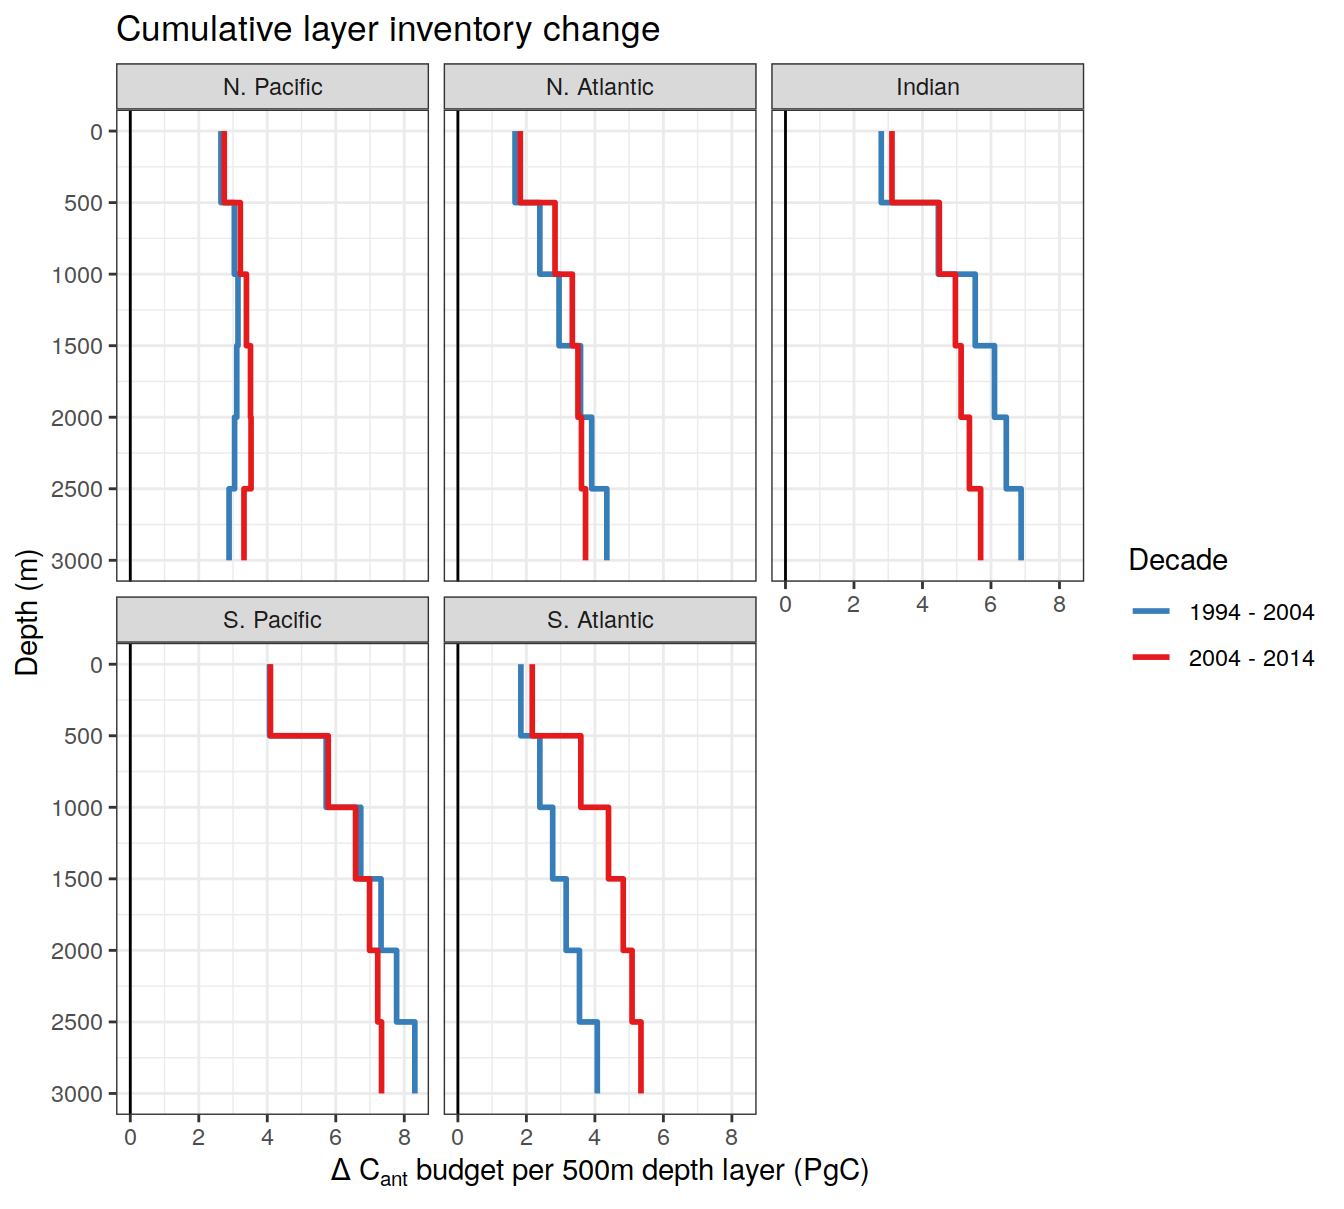 Cumulative layer inventory change
N. Pacific
N. Atlantic
Indian
0
500
1000
1500
2000
2500
3000
0 2 4 6 8
S. Pacific
S. Atlantic
0
500
1000
1500
2000
2500
3000
0 2 4 6 8
0 2 4 6 8
Depth (m)
Δ Cant budget per 500m depth layer (PgC)
Decade
1994 - 2004
2004 - 2014